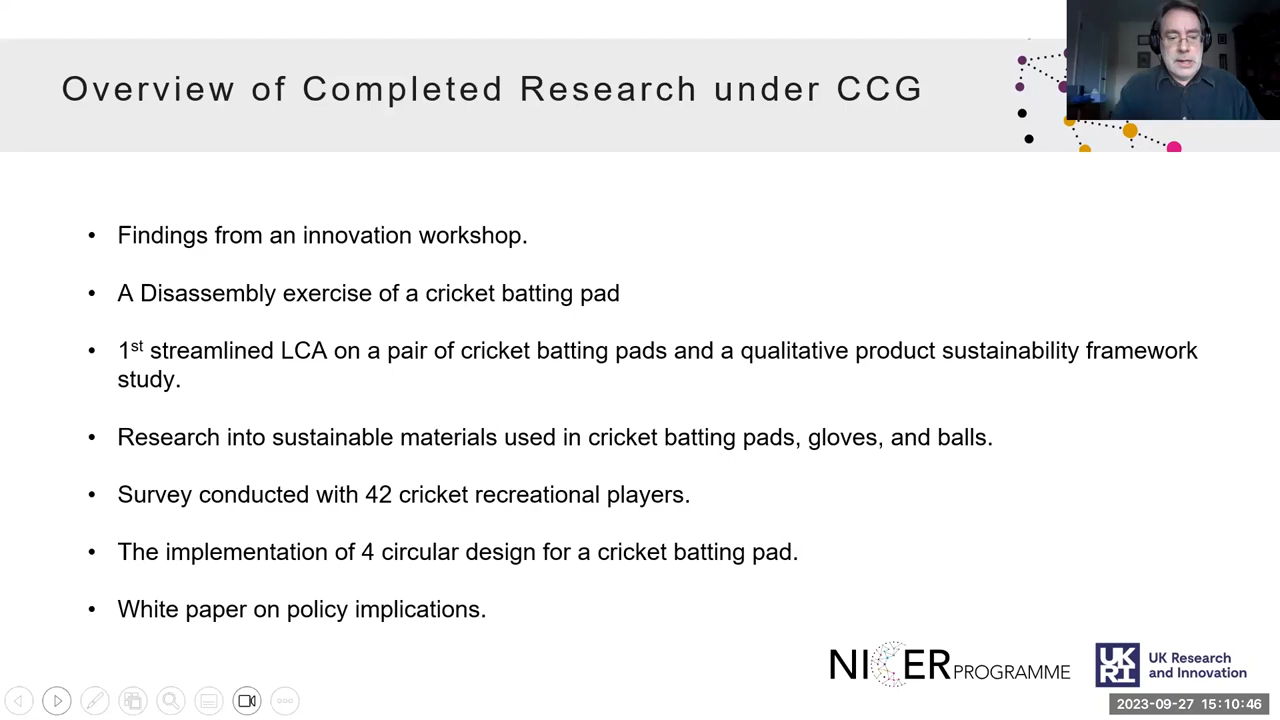 Overview of Completed Research under CCG
• Findings from an innovation workshop.
• A Disassembly exercise of a cricket batting pad
• 1st streamlined LCA on a pair of cricket batting pads and a qualitative product sustainability framework
study.
• Research into sustainable materials used in cricket batting pads, gloves, and balls.
• Survey conducted with 42 cricket recreational players.
• The implementation of 4 circular design for a cricket batting pad.
• White paper on policy implications.
NICER PROGRAMME
UKRI
UK Research
and Innovation
2023-09-27 15:10:46